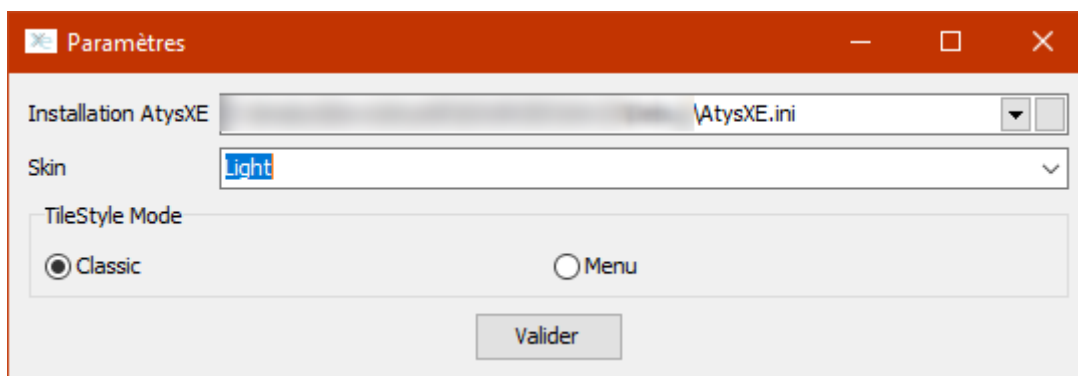 Paramètres
Installation AtysXE \AtysXE.ini
Skin Light
TileStyle Mode
Classic Menu
Valider